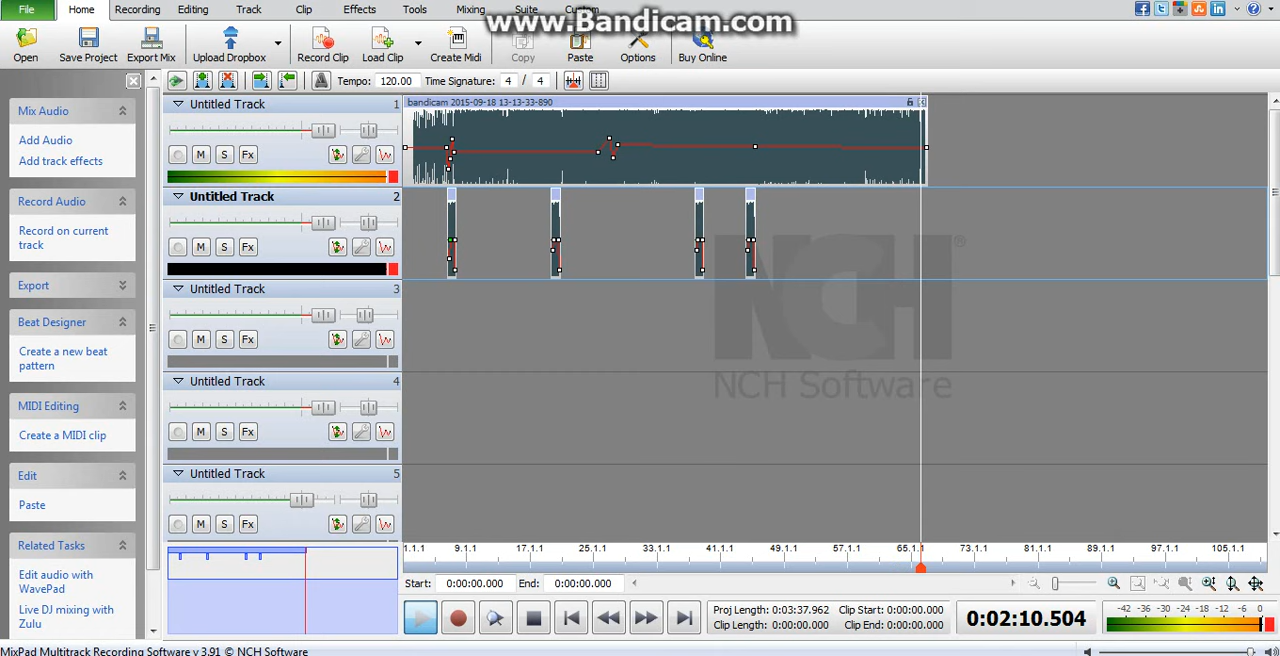 File Home Recording Editing Track Clip Effects Tools Mixing Suite Custom
www.Bandicam.com
Open Save Project Export Mix Upload Dropbox Record Clip Load Clip Create Midi Copy Paste Options Buy Online
Tempo: 120.00 Time Signature: 4 / 4
Mix Audio
Add Audio
Add track effects
Record Audio
Record on current
track
Export
Beat Designer
Create a new beat
pattern
MIDI Editing
Create a MIDI clip
Edit
Paste
Related Tasks
Edit audio with
WavePad
Live DJ mixing with
Zulu
Untitled Track 1
M S Fx
Untitled Track 2
M S Fx
Untitled Track 3
M S Fx
Untitled Track 4
M S Fx
Untitled Track 5
M S Fx
bandicam 2015-09-18 13-13-33-890
NCH®
NCH Software
1.1.1 9.1.1 17.1.1 25.1.1 33.1.1 41.1.1 49.1.1 57.1.1 65.1.1 73.1.1 81.1.1 89.1.1 97.1.1 105.1.1
Start: 0:00:00.000 End: 0:00:00.000
Proj Length: 0:03:37.962 Clip Start: 0:00:00.000
Clip Length: 0:00:00.000 Clip End: 0:00:00.000
0:02:10.504
-42 -36 -30 -24 -18 -12 -6 0
MixPad Multitrack Recording Software v 3.91 © NCH Software